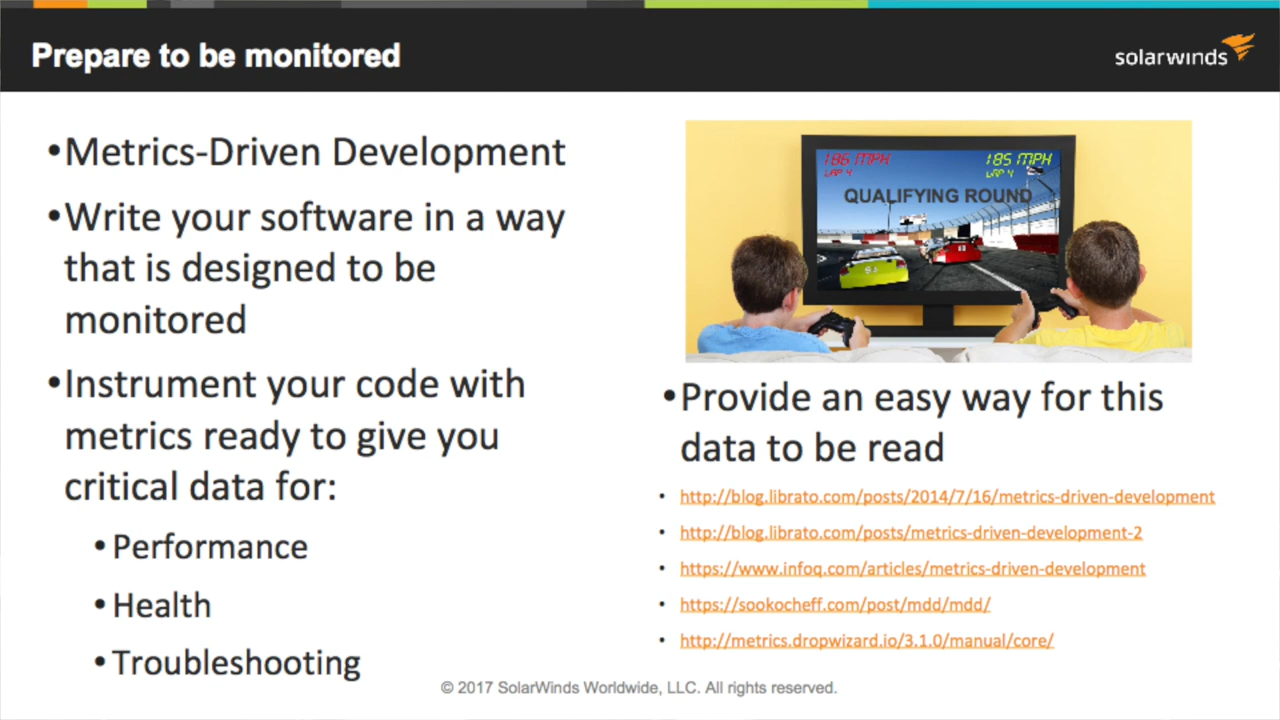 Prepare to be monitored
solarwinds
•Metrics-Driven Development
•Write your software in a way
that is designed to be
monitored
•Instrument your code with
metrics ready to give you
critical data for:
•Performance
•Health
•Troubleshooting
186 MPH
LAP 4
185 MPH
LAP 4
QUALIFYING ROUND
•Provide an easy way for this
data to be read
• http://blog.librato.com/posts/2014/7/16/metrics-driven-development
• http://blog.librato.com/posts/metrics-driven-development-2
• https://www.infoq.com/articles/metrics-driven-development
• https://sookocheff.com/post/mdd/mdd/
• http://metrics.dropwizard.io/3.1.0/manual/core/
© 2017 SolarWinds Worldwide, LLC. All rights reserved.